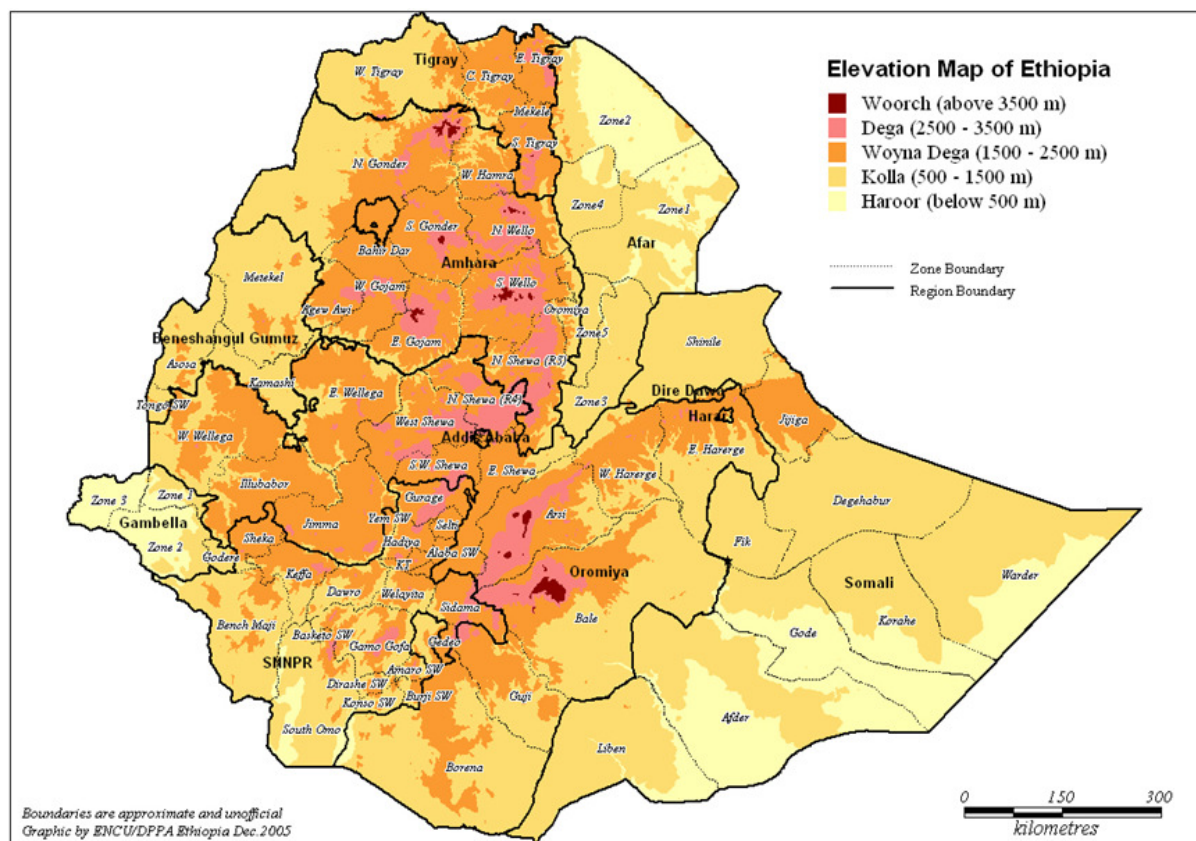 Elevation Map of Ethiopia
Woorch (above 3500 m)
Dega (2500 - 3500 m)
Woyna Dega (1500 - 2500 m)
Kolla (500 - 1500 m)
Haroor (below 500 m)
Zone Boundary
Region Boundary
Tigray
W. Tigray
C. Tigray
E. Tigray
Mekele
S. Tigray
Zone2
N. Gonder
W. Hamra
Zone4
Zone1
Afar
S. Gonder
N. Wello
Bahir Dar
Amhara
Metekel
W. Gojam
S. Wello
Agew Awi
Oromiya
Zone5
E. Gojam
N. Shewa (R3)
Shinile
Beneshangul Gumuz
Asosa
Kamashi
Tongo SW
E. Wellega
N. Shewa (R4)
Zone 3
Dire Dawa
Harar
Jijiga
West Shewa
Addis Ababa
W. Wellega
S.W. Shewa
E. Shewa
W. Harerge
E. Harerge
Illubabor
Gurage
Zone 3
Zone 1
Gambella
Zone 2
Jimma
Yem SW
Selti
Arsi
Degehabur
Godere
Sheka
Hadiya
Alaba SW
Fik
Keffa
KT
Oromiya
Somali
Warder
Dawro
Welayita
Sidama
Bale
Korahe
Bench Maji
Basketo SW
Gamo Gofa
Gedeo
Gode
SNNPR
Amaro SW
Dirashe SW
Konso SW
Burji SW
Guji
South Omo
Afder
Liben
Borena
Boundaries are approximate and unofficial
Graphic by ENCU/DPPA Ethiopia Dec.2005
0 150 300
kilometres